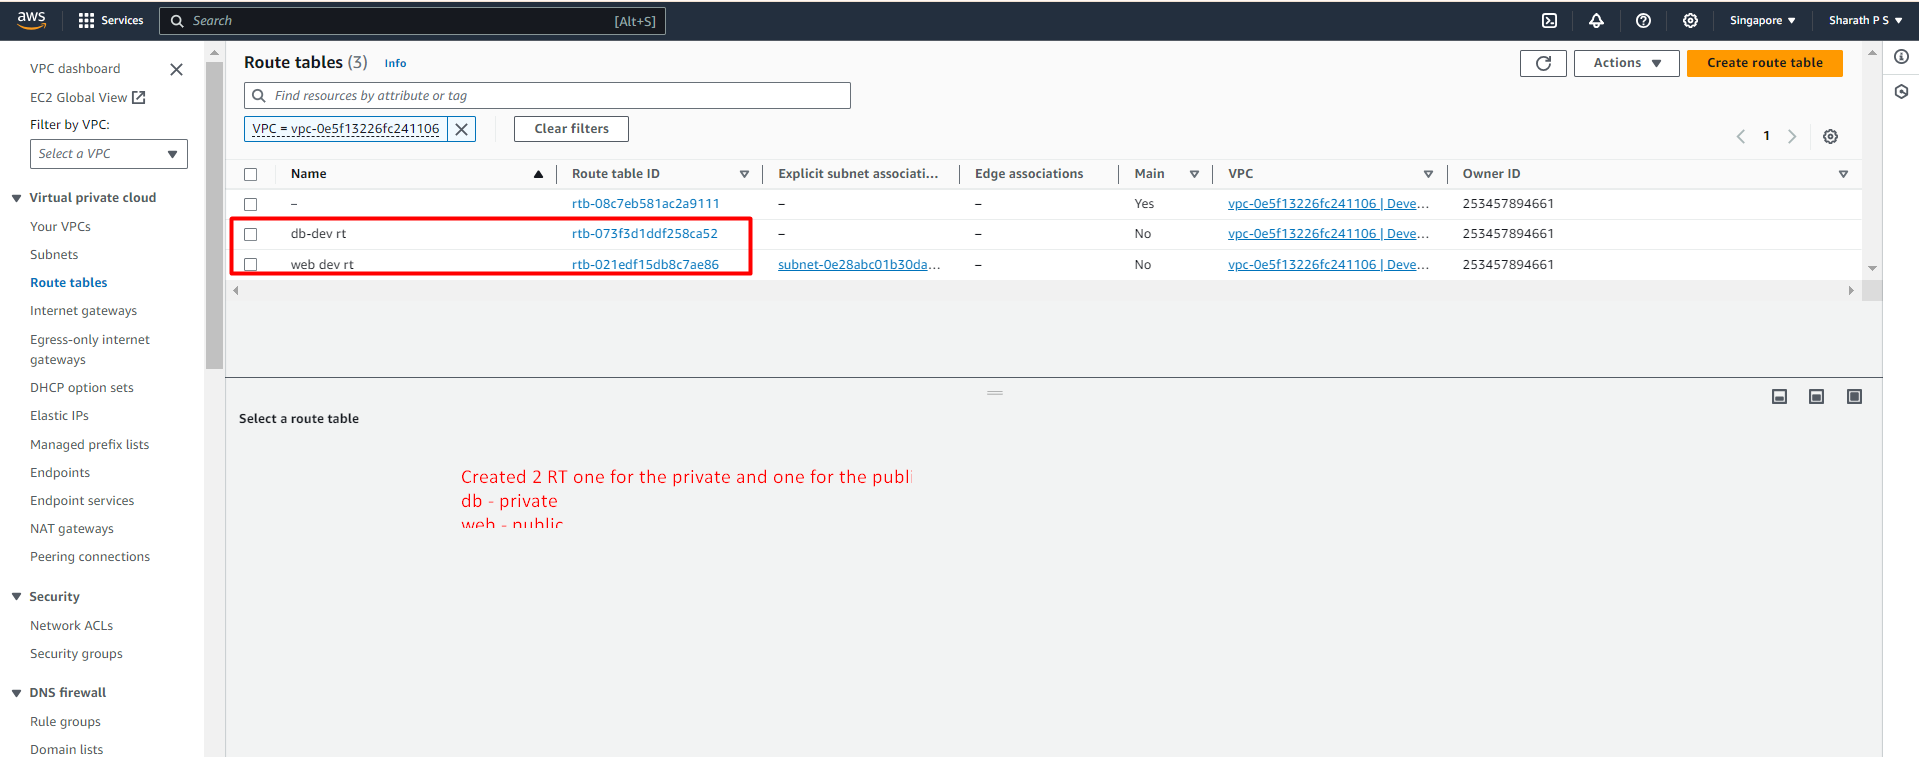 aws Services Search [Alt+S] Singapore Sharath P S
VPC dashboard
EC2 Global View
Filter by VPC:
Select a VPC
Virtual private cloud
Your VPCs
Subnets
Route tables
Internet gateways
Egress-only internet
gateways
DHCP option sets
Elastic IPs
Managed prefix lists
Endpoints
Endpoint services
NAT gateways
Peering connections
Security
Network ACLs
Security groups
DNS firewall
Rule groups
Domain lists
Route tables (3) Info
Actions Create route table
Find resources by attribute or tag
VPC = vpc-0e5f13226fc241106 Clear filters
1
Name Route table ID Explicit subnet associati... Edge associations Main VPC Owner ID
– rtb-08c7eb581ac2a9111 – – Yes vpc-0e5f13226fc241106 | Deve... 253457894661
db-dev rt rtb-073f3d1ddf258ca52 – – No vpc-0e5f13226fc241106 | Deve... 253457894661
web dev rt rtb-021edf15db8c7ae86 subnet-0e28abc01b30da... – No vpc-0e5f13226fc241106 | Deve... 253457894661
Select a route table
Created 2 RT one for the private and one for the publi
db - private
web - public